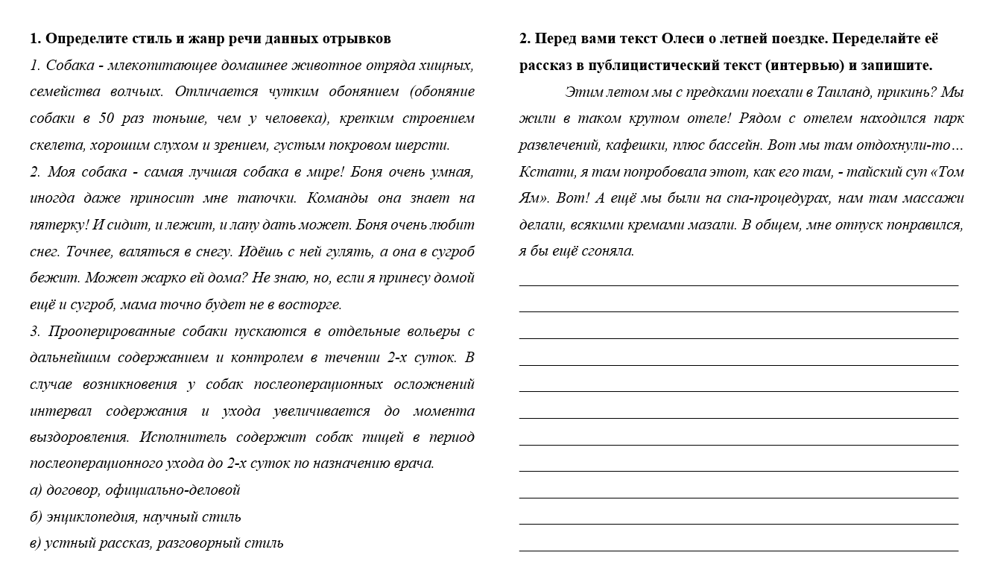 1. Определите стиль и жанр речи данных отрывков
1. Собака - млекопитающее домашнее животное отряда хищных,
семейства волчьих. Отличается чутким обонянием (обоняние
собаки в 50 раз тоньше, чем у человека), крепким строением
скелета, хорошим слухом и зрением, густым покровом шерсти.
2. Моя собака - самая лучшая собака в мире! Боня очень умная,
иногда даже приносит мне тапочки. Команды она знает на
пятерку! И сидит, и лежит, и лапу дать может. Боня очень любит
снег. Точнее, валяться в снегу. Идёшь с ней гулять, а она в сугроб
бежит. Может жарко ей дома? Не знаю, но, если я принесу домой
ещё и сугроб, мама точно будет не в восторге.
3. Прооперированные собаки пускаются в отдельные вольеры с
дальнейшим содержанием и контролем в течении 2-х суток. В
случае возникновения у собак послеоперационных осложнений
интервал содержания и ухода увеличивается до момента
выздоровления. Исполнитель содержит собак пищей в период
послеоперационного ухода до 2-х суток по назначению врача.
а) договор, официально-деловой
б) энциклопедия, научный стиль
в) устный рассказ, разговорный стиль
2. Перед вами текст Олеси о летней поездке. Переделайте её
рассказ в публицистический текст (интервью) и запишите.
Этим летом мы с предками поехали в Таиланд, прикинь? Мы
жили в таком крутом отеле! Рядом с отелем находился парк
развлечений, кафешки, плюс бассейн. Вот мы там отдохнули-то…
Кстати, я там попробовала этот, как его там, - тайский суп «Том
Ям». Вот! А ещё мы были на спа-процедурах, нам там массажи
делали, всякими кремами мазали. В общем, мне отпуск понравился,
я бы ещё сгоняла.